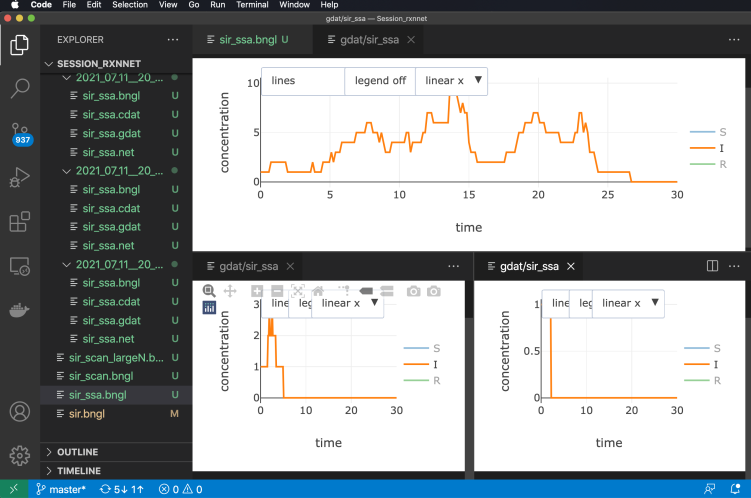 Code File Edit Selection View Go Run Terminal Window Help
gdat/sir_ssa — Session_rxnnet
EXPLORER ···
SESSION_RXNNET
2021_07_11__20_...
sir_ssa.bngl U
sir_ssa.cdat U
sir_ssa.gdat U
sir_ssa.net U
2021_07_11__20_...
sir_ssa.bngl U
sir_ssa.cdat U
sir_ssa.gdat U
sir_ssa.net U
2021_07_11__20_...
sir_ssa.bngl U
sir_ssa.cdat U
sir_ssa.gdat U
sir_ssa.net U
sir_scan_largeN.b... U
sir_scan.bngl U
sir_ssa.bngl U
sir.bngl M
OUTLINE
TIMELINE
937
sir_ssa.bngl U
gdat/sir_ssa
lines legend off linear x ▼
concentration
10
5
0
0 5 10 15 20 25 30
time
S
I
R
gdat/sir_ssa
line leg linear x ▼
concentration
3
2
1
0
0 10 20 30
time
S
I
R
gdat/sir_ssa
line leg linear x ▼
concentration
1
0.5
0
0 10 20 30
time
S
I
R
master* 5↓ 1↑ 0 0